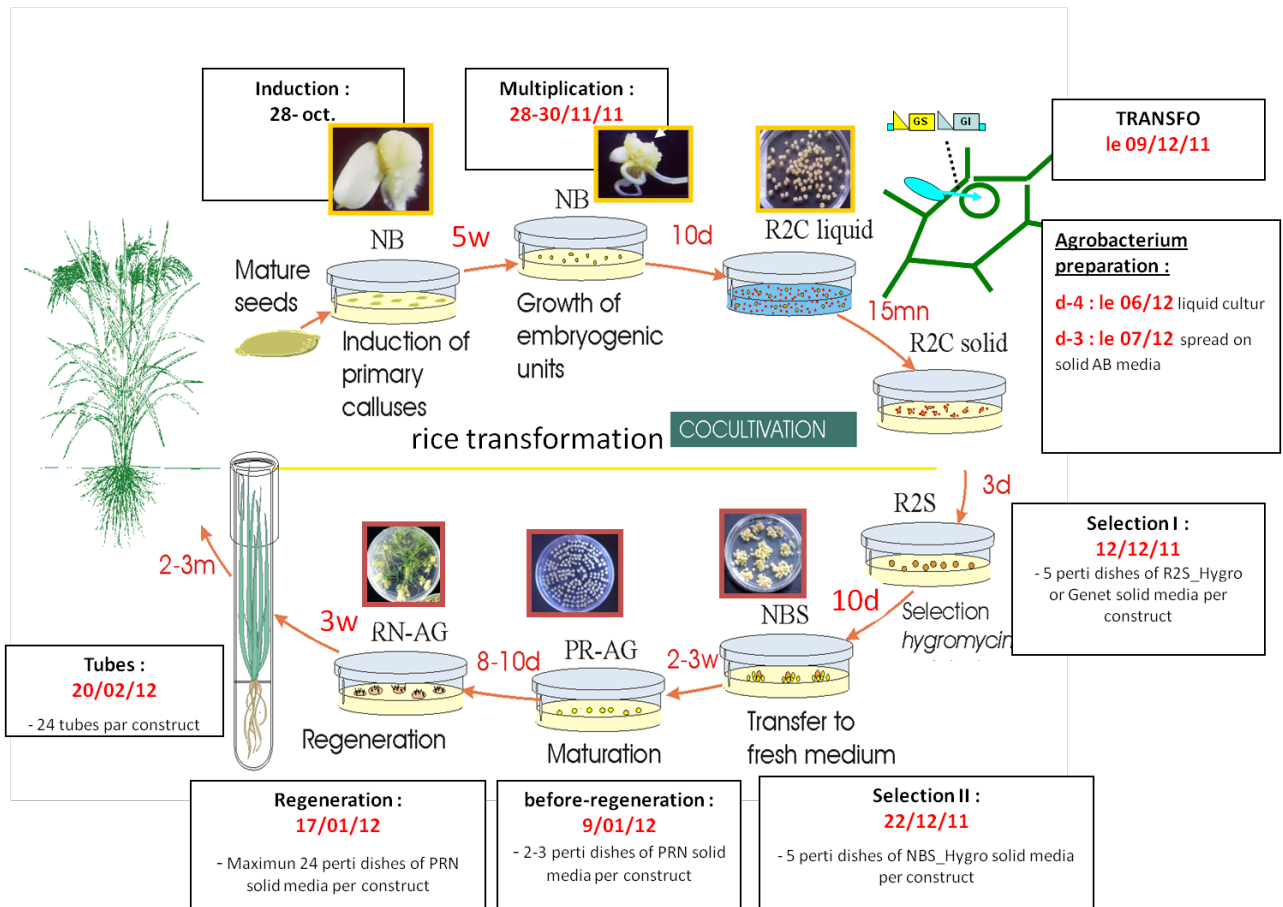 Induction :
28- oct.
Multiplication :
28-30/11/11
GS
GI
TRANSFO
le 09/12/11
NB
5w
NB
10d
R2C liquid
Mature
seeds
Induction of
primary
calluses
Growth of
embryogenic
units
15mn
R2C solid
Agrobacterium
preparation :
d-4 : le 06/12 liquid cultur
d-3 : le 07/12 spread on
solid AB media
rice transformation
COCULTIVATION
3d
R2S
Selection
hygromycin
Selection I :
12/12/11
- 5 perti dishes of R2S_Hygro
or Genet solid media per
construct
10d
NBS
Transfer to
fresh medium
2-3w
PR-AG
Maturation
8-10d
RN-AG
Regeneration
3w
2-3m
Tubes :
20/02/12
- 24 tubes par construct
Regeneration :
17/01/12
- Maximun 24 perti dishes of PRN
solid media per construct
before-regeneration :
9/01/12
- 2-3 perti dishes of PRN solid
media per construct
Selection II :
22/12/11
- 5 perti dishes of NBS_Hygro solid media
per construct